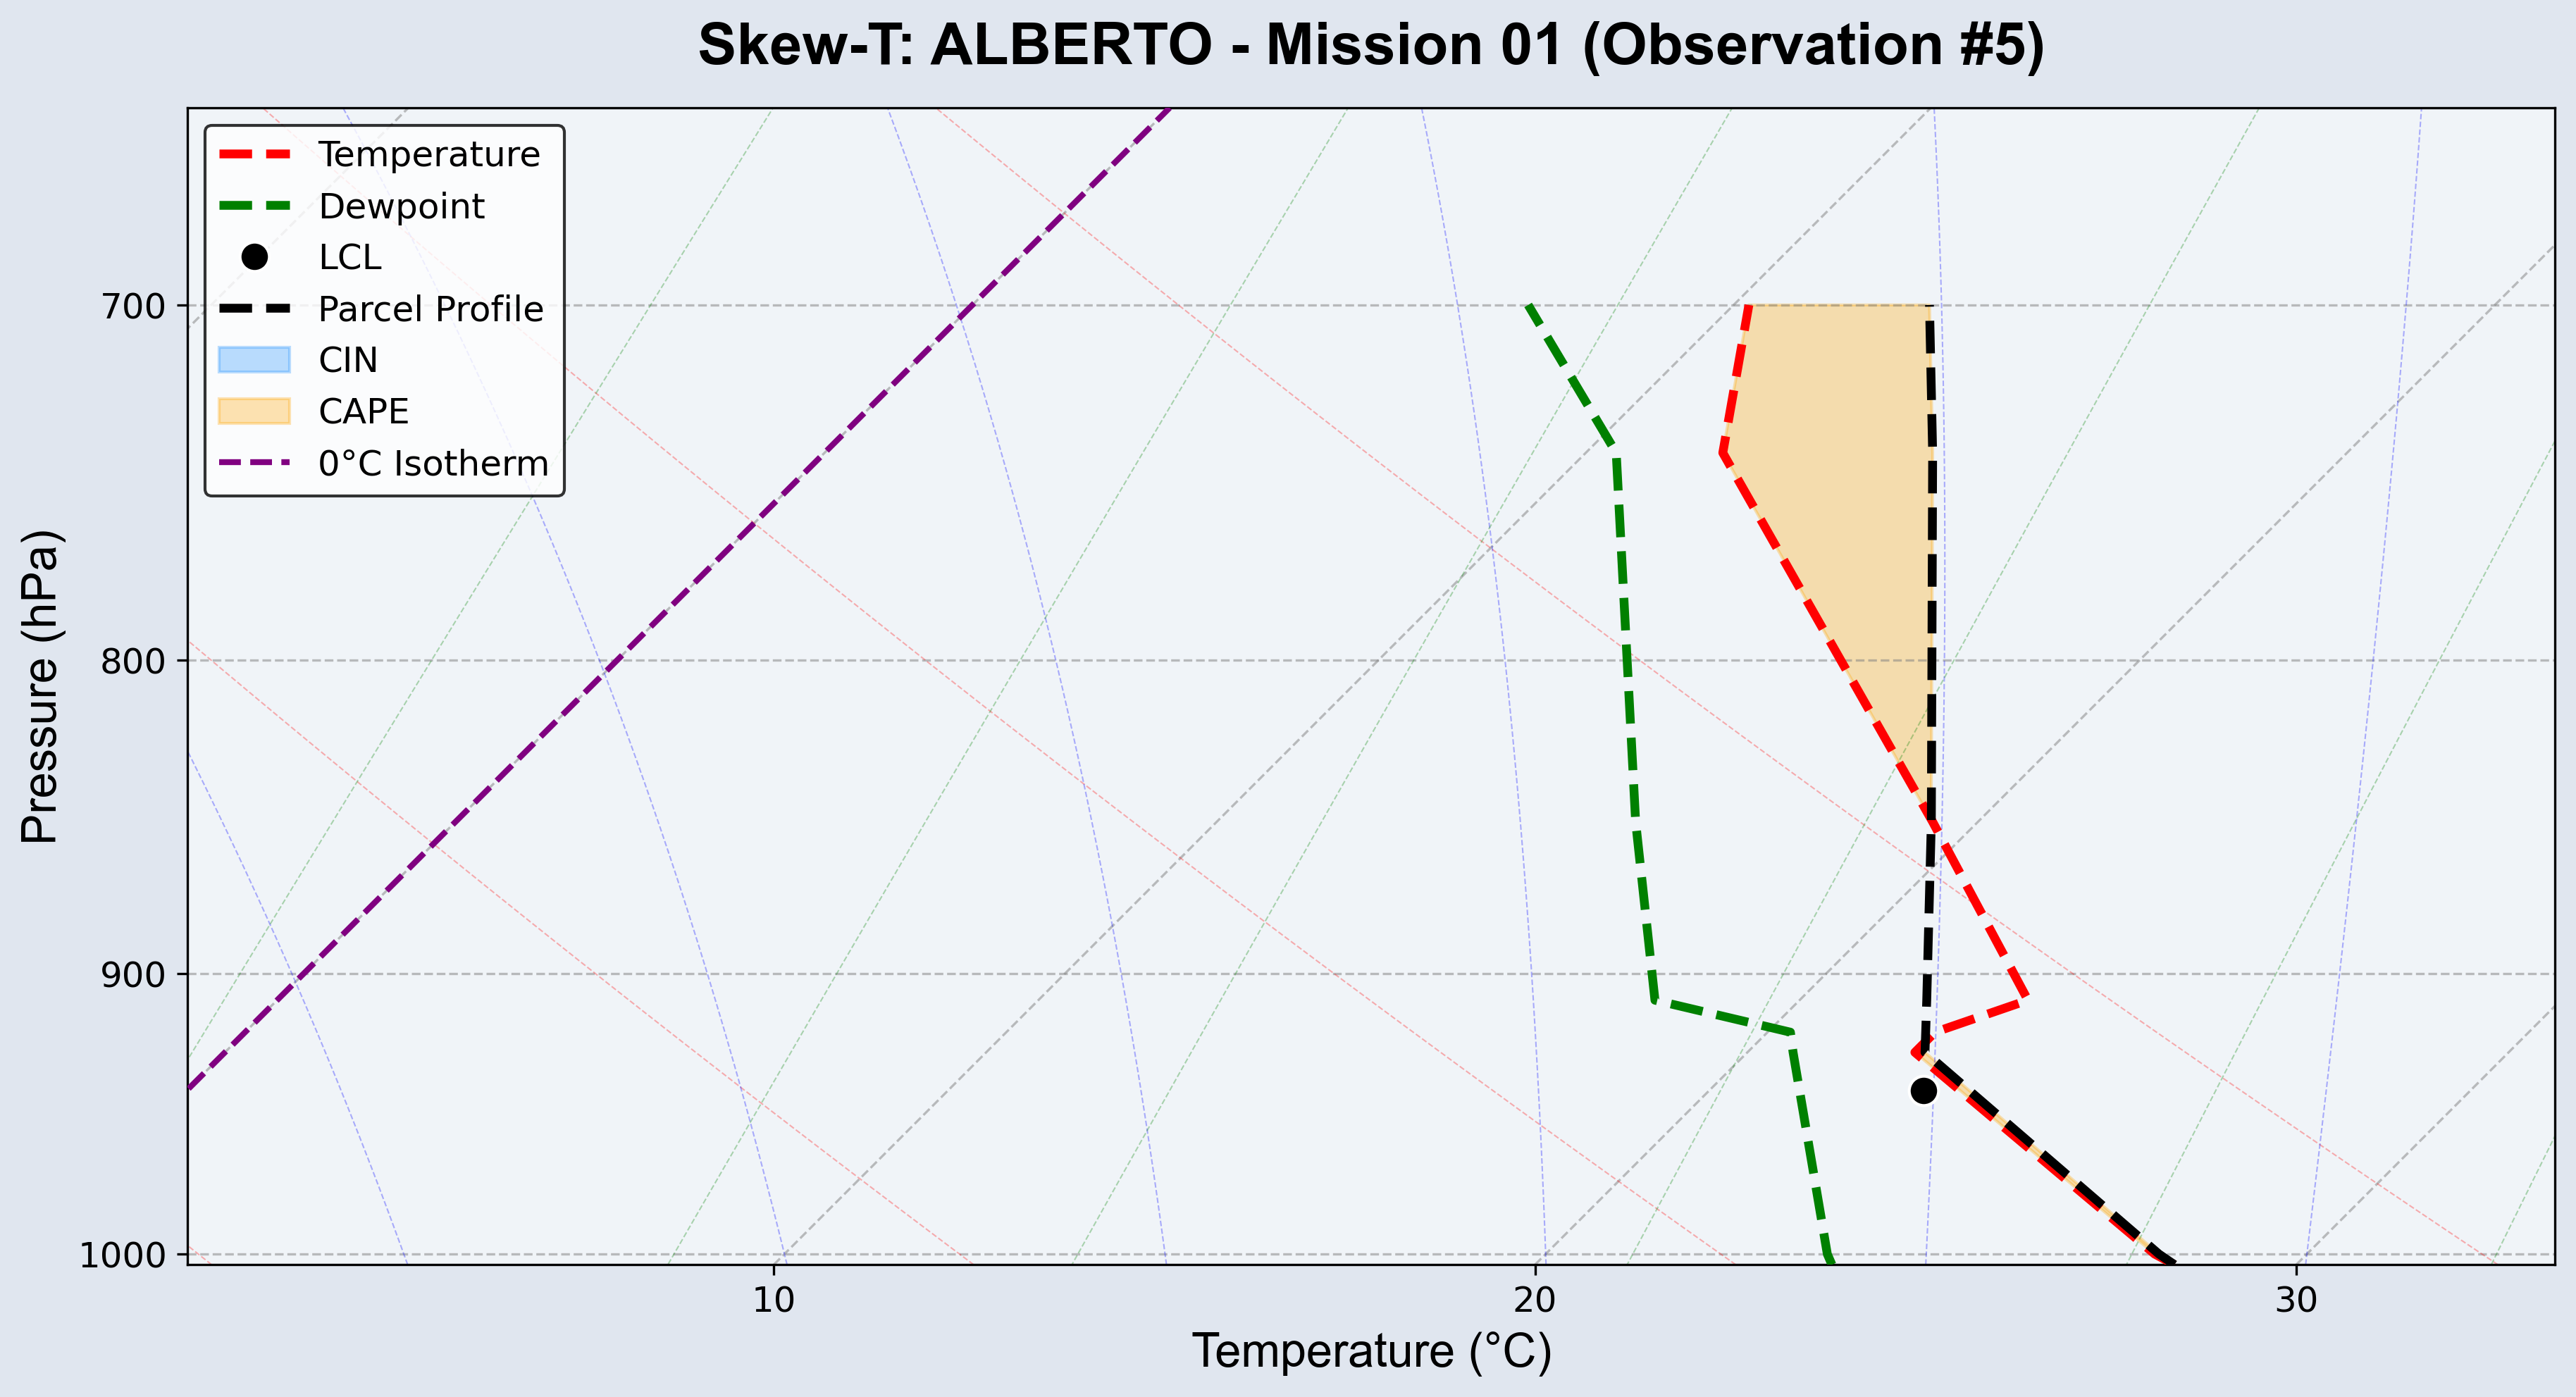 Skew-T: ALBERTO - Mission 01 (Observation #5)
Temperature
Dewpoint
LCL
Parcel Profile
CIN
CAPE
0°C Isotherm
Pressure (hPa)
700
800
900
1000
10
20
30
Temperature (°C)